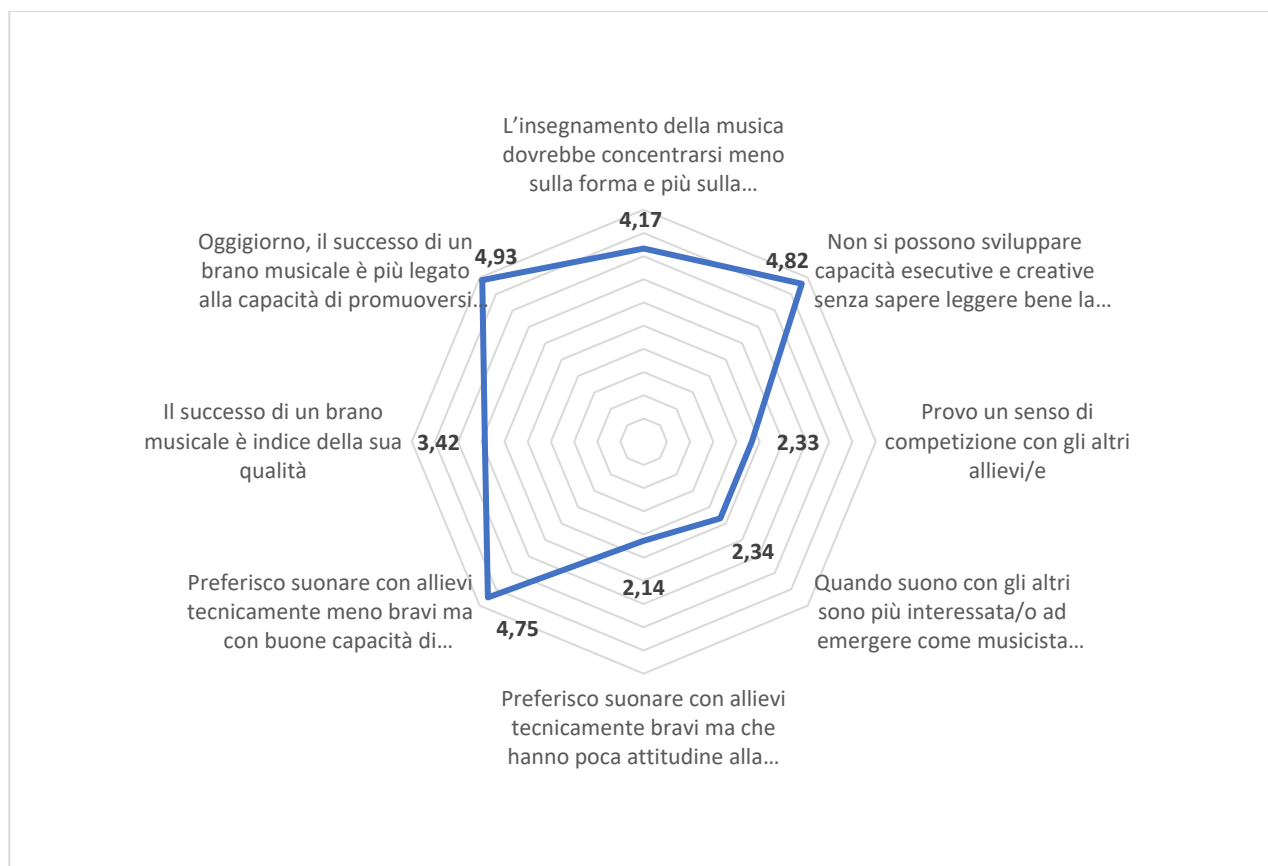 L’insegnamento della musica
dovrebbe concentrarsi meno
sulla forma e più sulla…
4,17
Non si possono sviluppare
capacità esecutive e creative
senza sapere leggere bene la…
4,82
Provo un senso di
competizione con gli altri
allievi/e
2,33
Quando suono con gli altri
sono più interessata/o ad
emergere come musicista…
2,34
Preferisco suonare con allievi
tecnicamente bravi ma che
hanno poca attitudine alla…
2,14
Preferisco suonare con allievi
tecnicamente meno bravi ma
con buone capacità di…
4,75
Il successo di un brano
musicale è indice della sua
qualità
3,42
Oggigiorno, il successo di un
brano musicale è più legato
alla capacità di promuoversi…
4,93